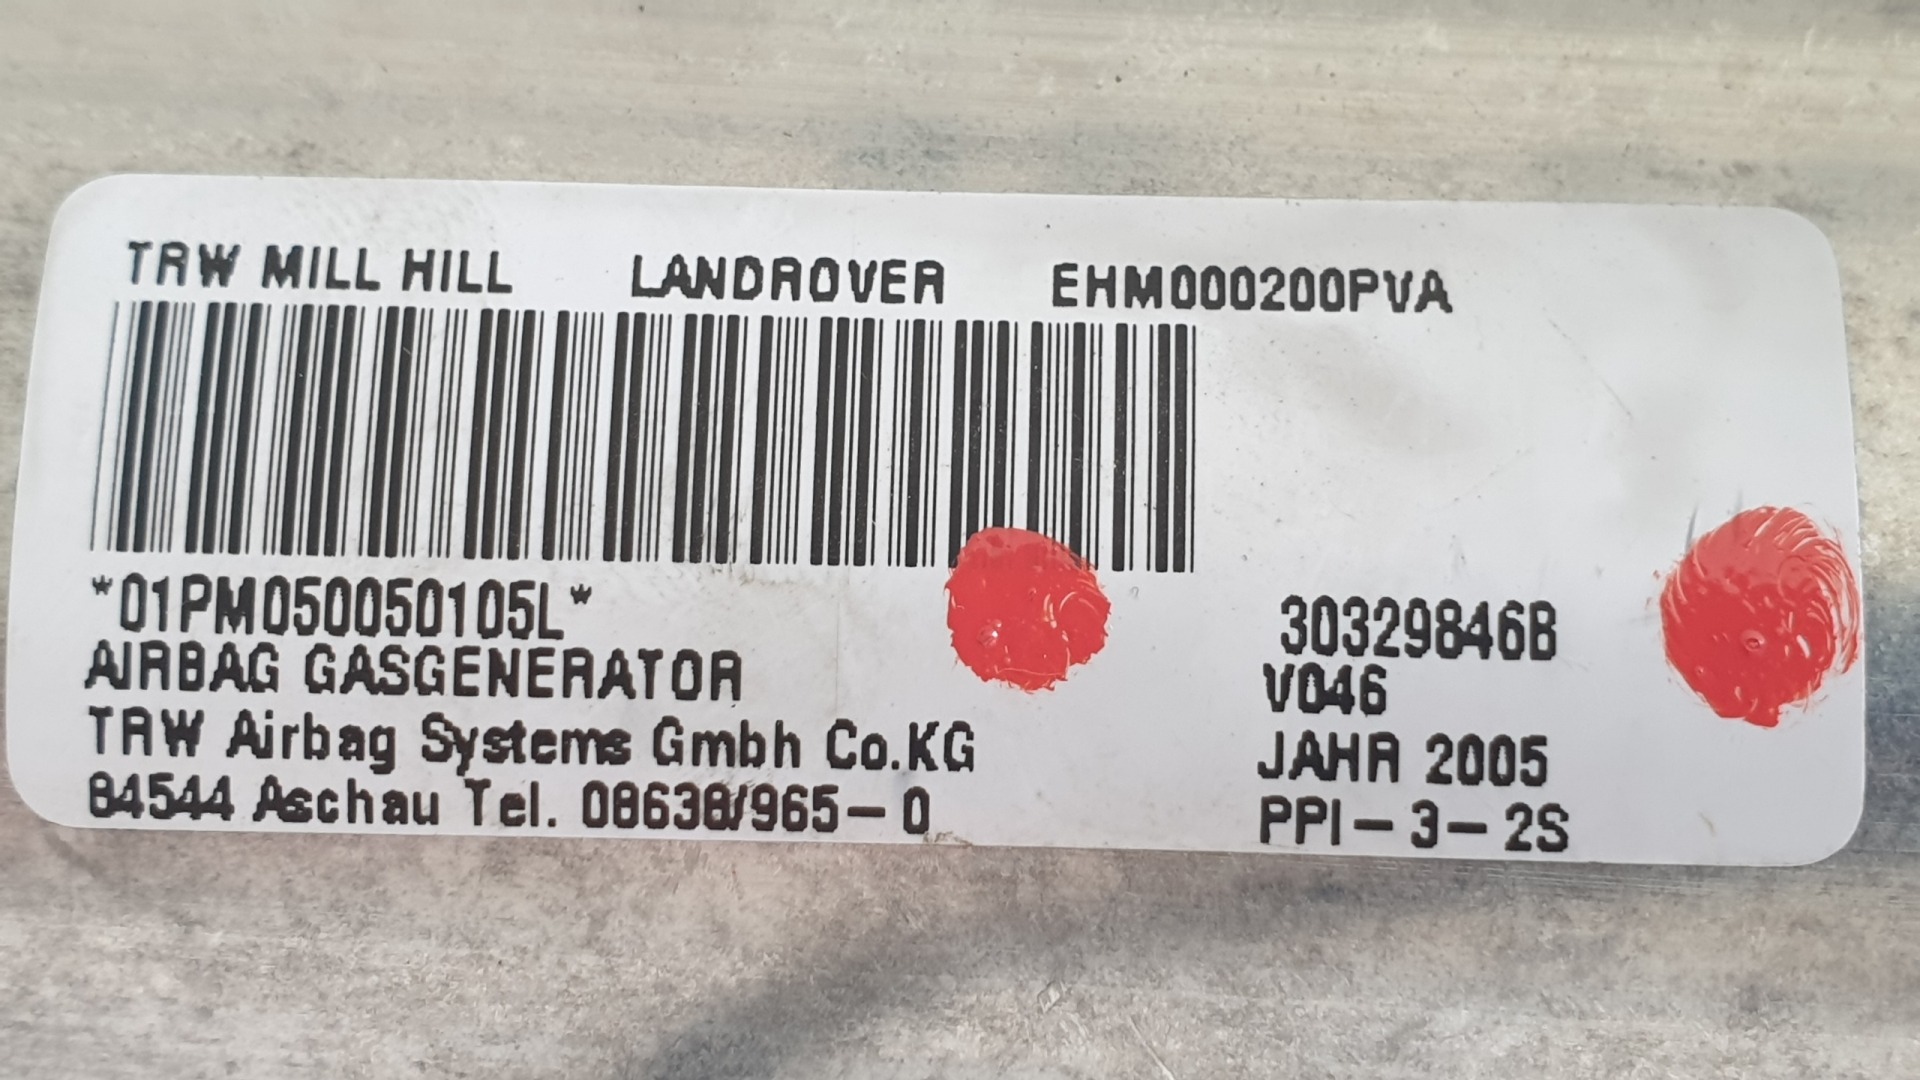 TRW MILL HILL LANDROVER EHM000200PVA
*01PM050050105L*
30329846B
AIRBAG GASGENERATOR
V046
TRW Airbag Systems Gmbh Co.KG
JAHR 2005
84544 Aschau Tel. 08638/965-0
PPI-3-2S